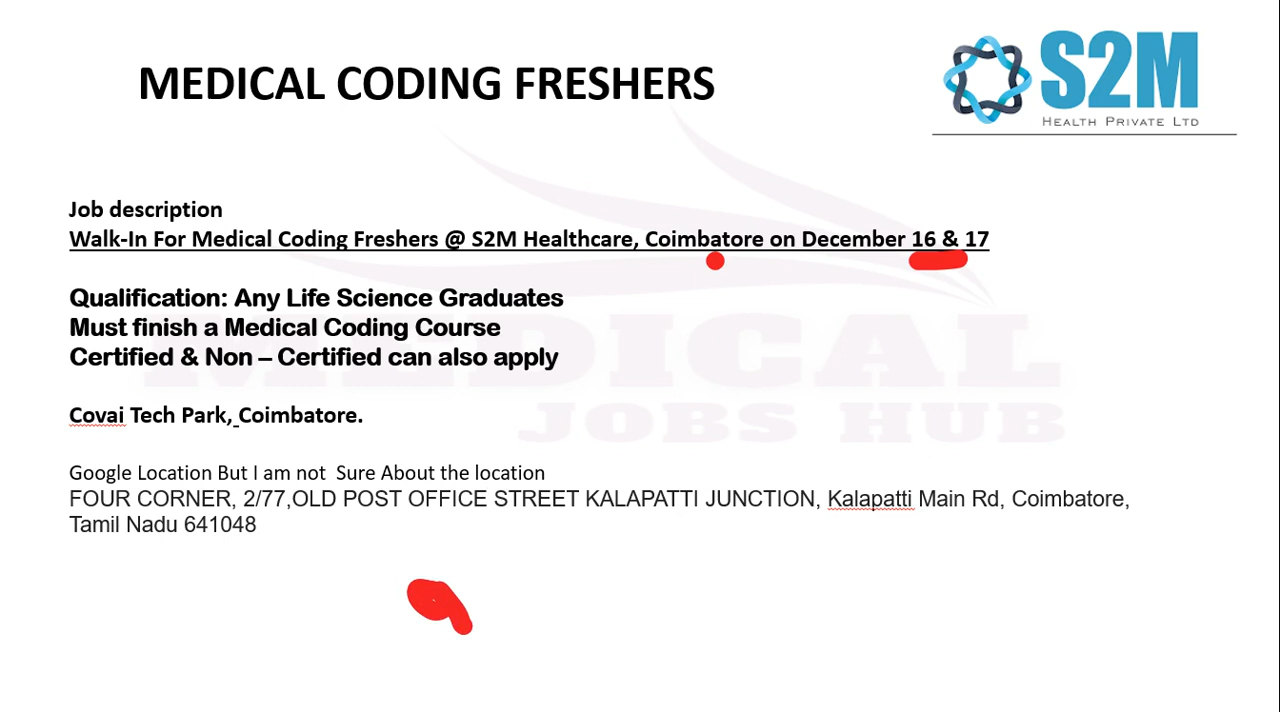 MEDICAL CODING FRESHERS
S2M
HEALTH PRIVATE LTD
Job description
Walk-In For Medical Coding Freshers @ S2M Healthcare, Coimbatore on December 16 & 17
Qualification: Any Life Science Graduates
Must finish a Medical Coding Course
Certified & Non – Certified can also apply
MEDICAL
JOBS HUB
Covai Tech Park, Coimbatore.
Google Location But I am not  Sure About the location
FOUR CORNER, 2/77,OLD POST OFFICE STREET KALAPATTI JUNCTION, Kalapatti Main Rd, Coimbatore,
Tamil Nadu 641048